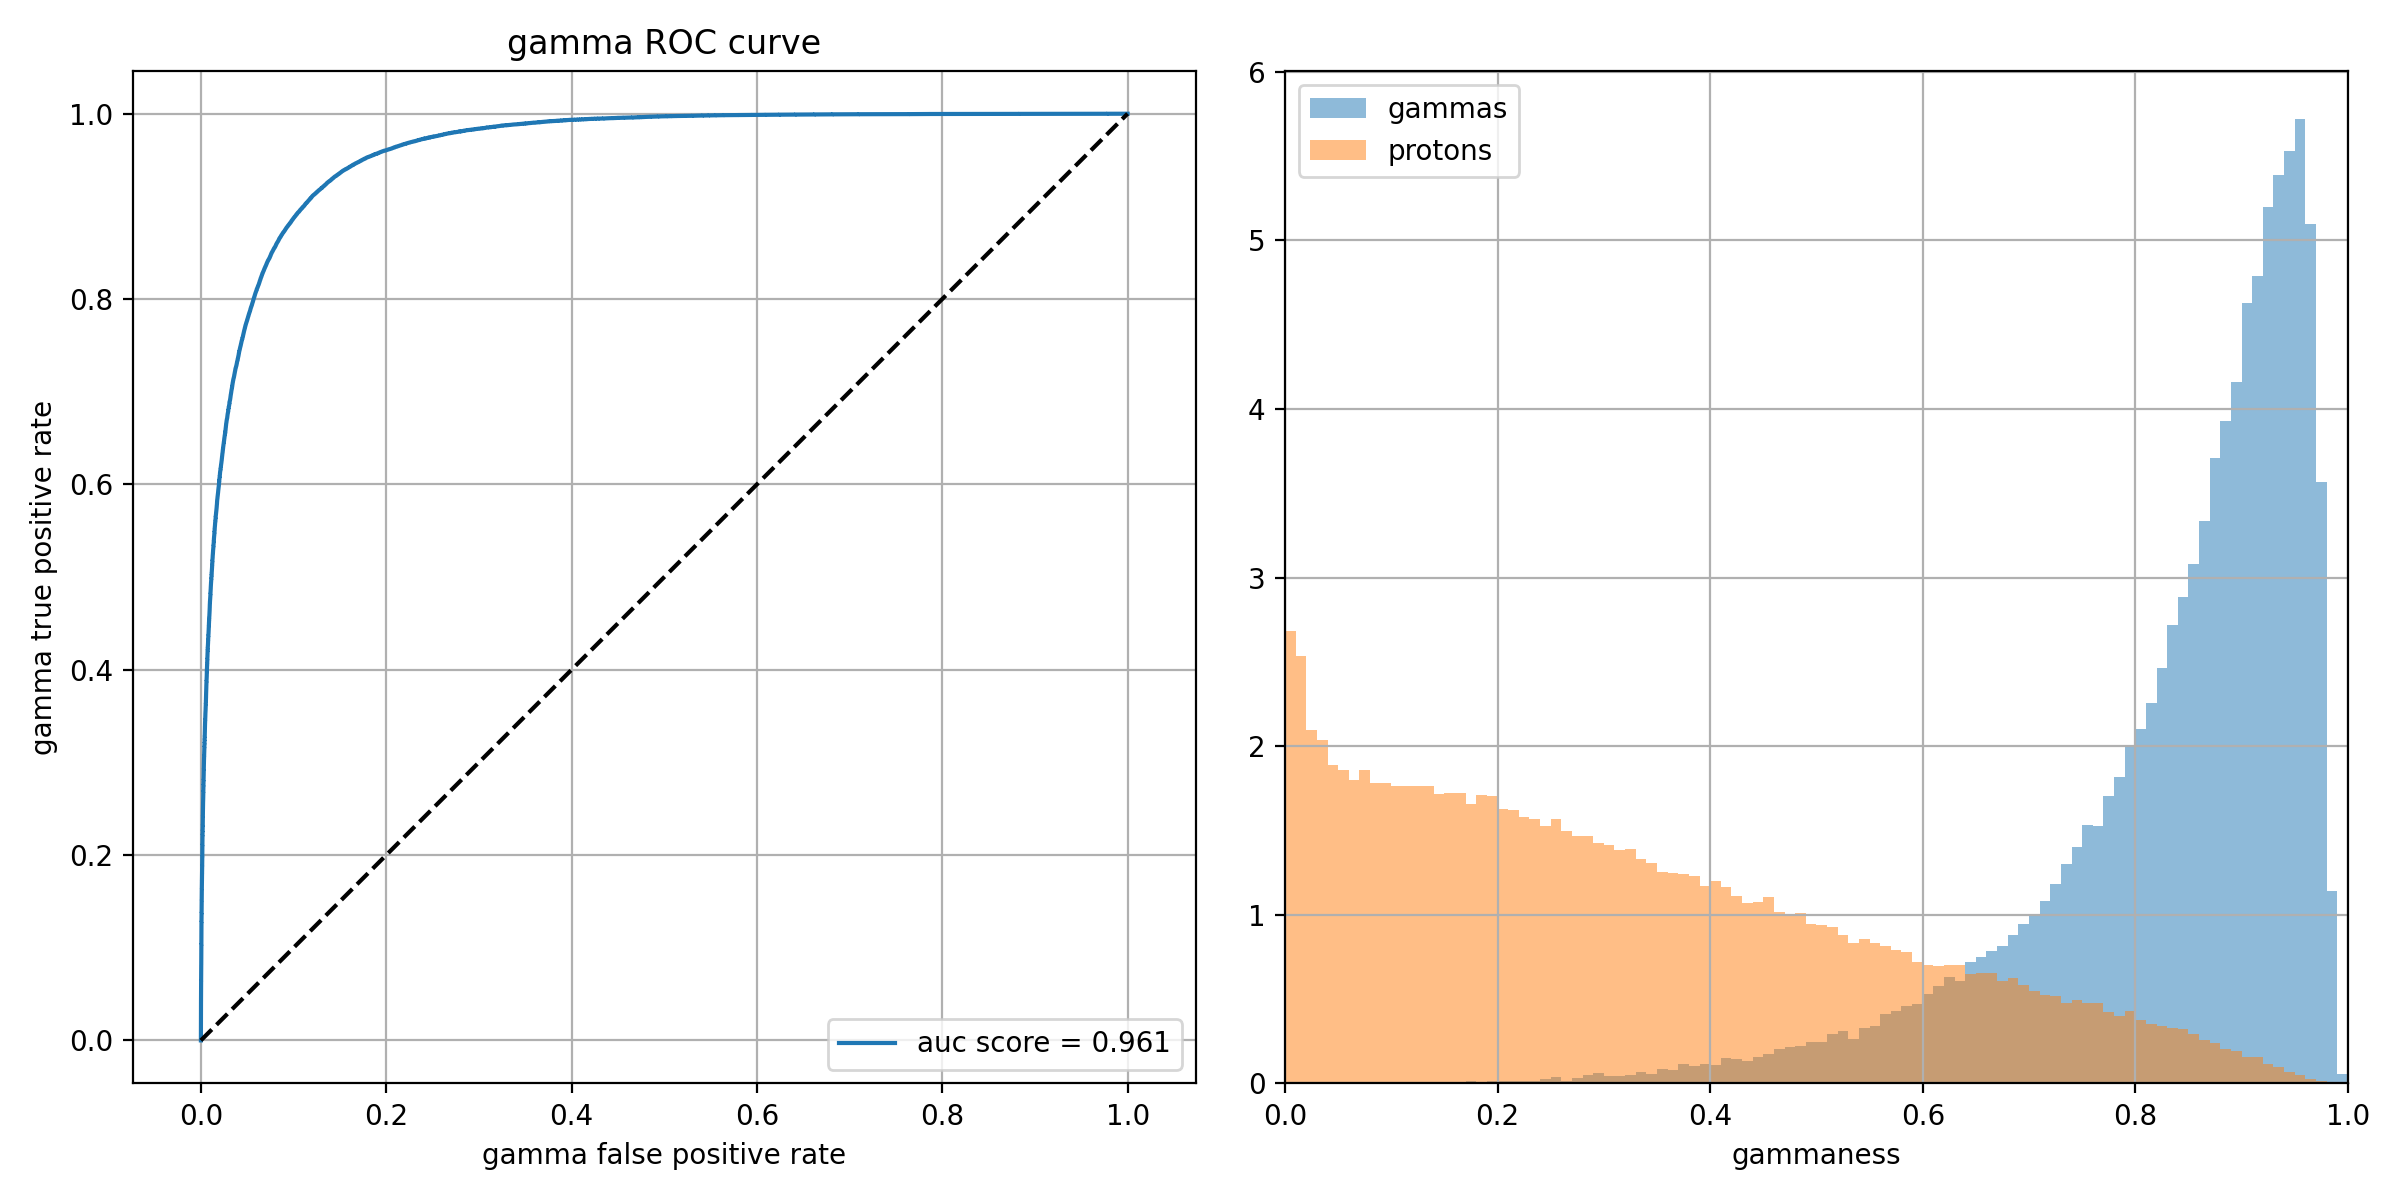 gamma ROC curve
gamma true positive rate
1.0
0.8
0.6
0.4
0.2
0.0
auc score = 0.961
0.0 0.2 0.4 0.6 0.8 1.0
gamma false positive rate
gammas
protons
6
5
4
3
2
1
0
0.0 0.2 0.4 0.6 0.8 1.0
gammaness